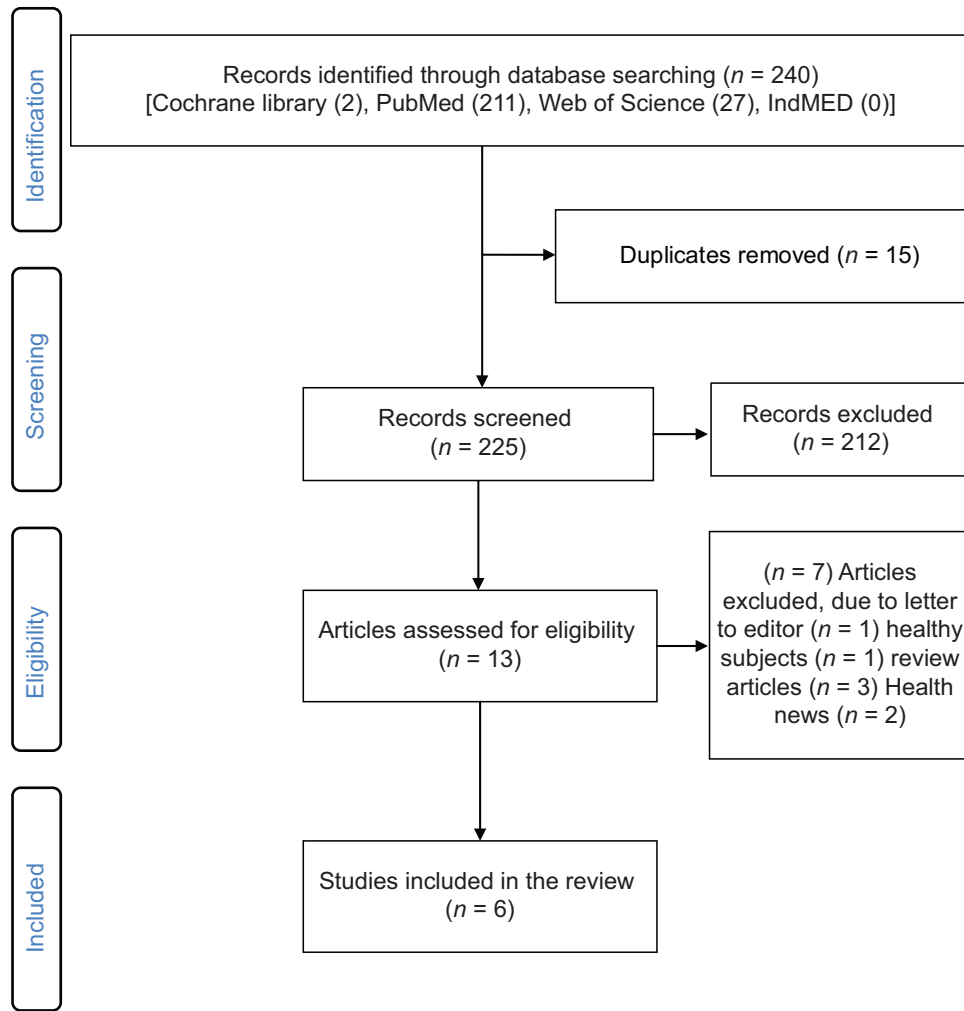 Identification
Records identified through database searching (n = 240)
[Cochrane library (2), PubMed (211), Web of Science (27), IndMED (0)]
Duplicates removed (n = 15)
Screening
Records screened
(n = 225)
Records excluded
(n = 212)
Eligibility
Articles assessed for eligibility
(n = 13)
(n = 7) Articles
excluded, due to letter
to editor (n = 1) healthy
subjects (n = 1) review
articles (n = 3) Health
news (n = 2)
Included
Studies included in the review
(n = 6)